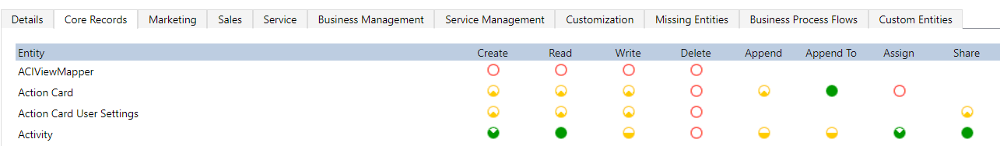 Details Core Records Marketing Sales Service Business Management Service Management Customization Missing Entities Business Process Flows Custom Entities
Entity Create Read Write Delete Append Append To Assign Share
ACIViewMapper
Action Card
Action Card User Settings
Activity